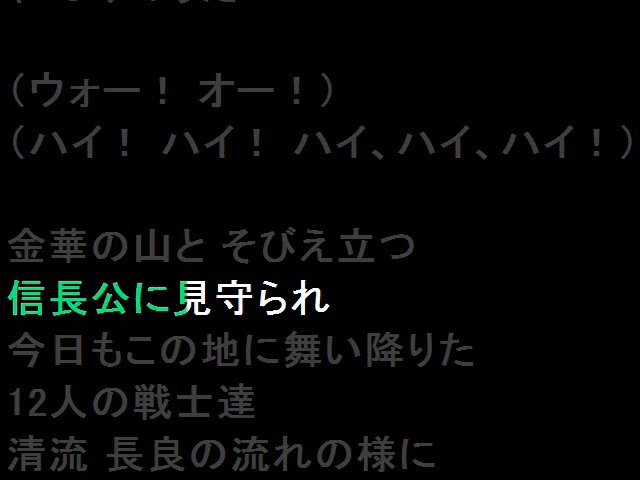 （ウォー！ オー！）
（ハイ！ ハイ！ ハイ、ハイ、ハイ！）
金華の山と そびえ立つ
信長公に見守られ
今日もこの地に舞い降りた
12人の戦士達
清流 長良の流れの様に